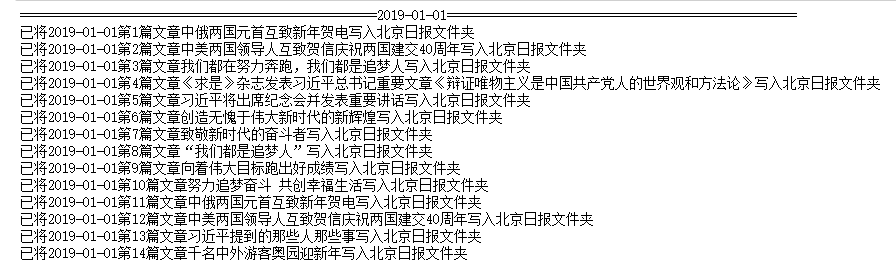 ══════════════════════════2019-01-01══════════════════════════
已将2019-01-01第1篇文章中俄两国元首互致新年贺电写入北京日报文件夹
已将2019-01-01第2篇文章中美两国领导人互致贺信庆祝两国建交40周年写入北京日报文件夹
已将2019-01-01第3篇文章我们都在努力奔跑，我们都是追梦人写入北京日报文件夹
已将2019-01-01第4篇文章《求是》杂志发表习近平总书记重要文章《辩证唯物主义是中国共产党人的世界观和方法论》写入北京日报文件夹
已将2019-01-01第5篇文章习近平将出席纪念会并发表重要讲话写入北京日报文件夹
已将2019-01-01第6篇文章创造无愧于伟大新时代的新辉煌写入北京日报文件夹
已将2019-01-01第7篇文章致敬新时代的奋斗者写入北京日报文件夹
已将2019-01-01第8篇文章“我们都是追梦人”写入北京日报文件夹
已将2019-01-01第9篇文章向着伟大目标跑出好成绩写入北京日报文件夹
已将2019-01-01第10篇文章努力追梦奋斗 共创幸福生活写入北京日报文件夹
已将2019-01-01第11篇文章中俄两国元首互致新年贺电写入北京日报文件夹
已将2019-01-01第12篇文章中美两国领导人互致贺信庆祝两国建交40周年写入北京日报文件夹
已将2019-01-01第13篇文章习近平提到的那些人那些事写入北京日报文件夹
已将2019-01-01第14篇文章千名中外游客奥园迎新年写入北京日报文件夹